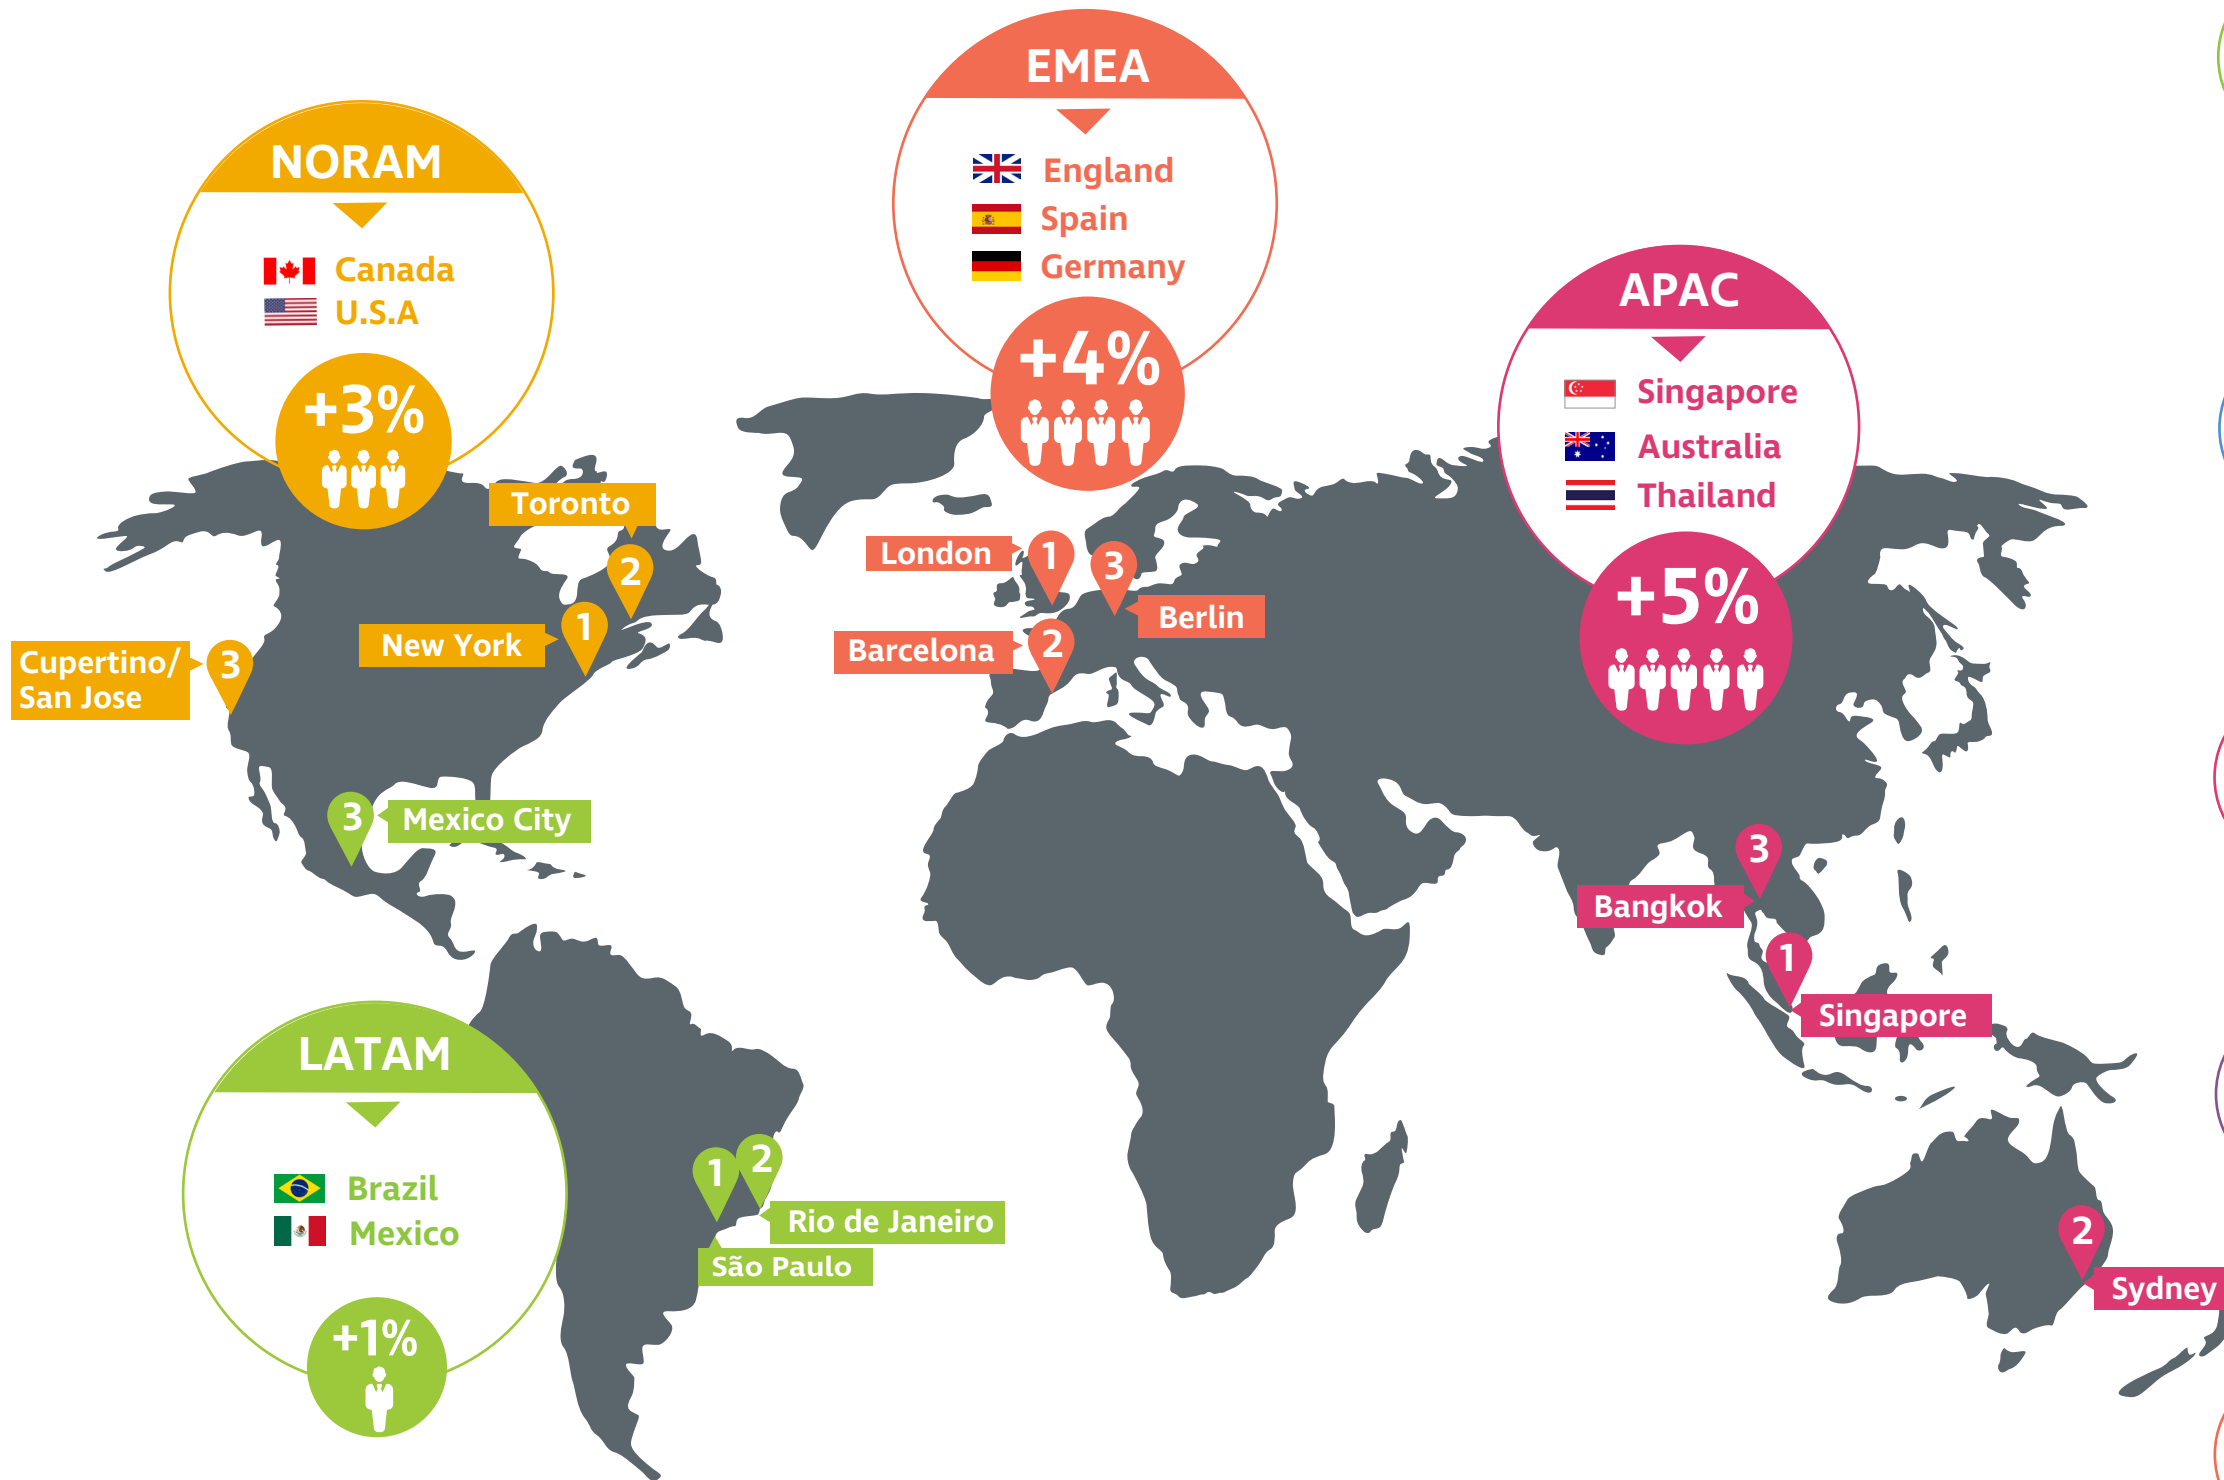 NORAM
Canada
U.S.A
+3%
EMEA
England
Spain
Germany
+4%
APAC
Singapore
Australia
Thailand
+5%
LATAM
Brazil
Mexico
+1%
Toronto
2
New York
1
Cupertino/
San Jose
3
Mexico City
3
London
1
3
Berlin
Barcelona
2
3
Bangkok
1
Singapore
1
2
Rio de Janeiro
São Paulo
2
Sydney